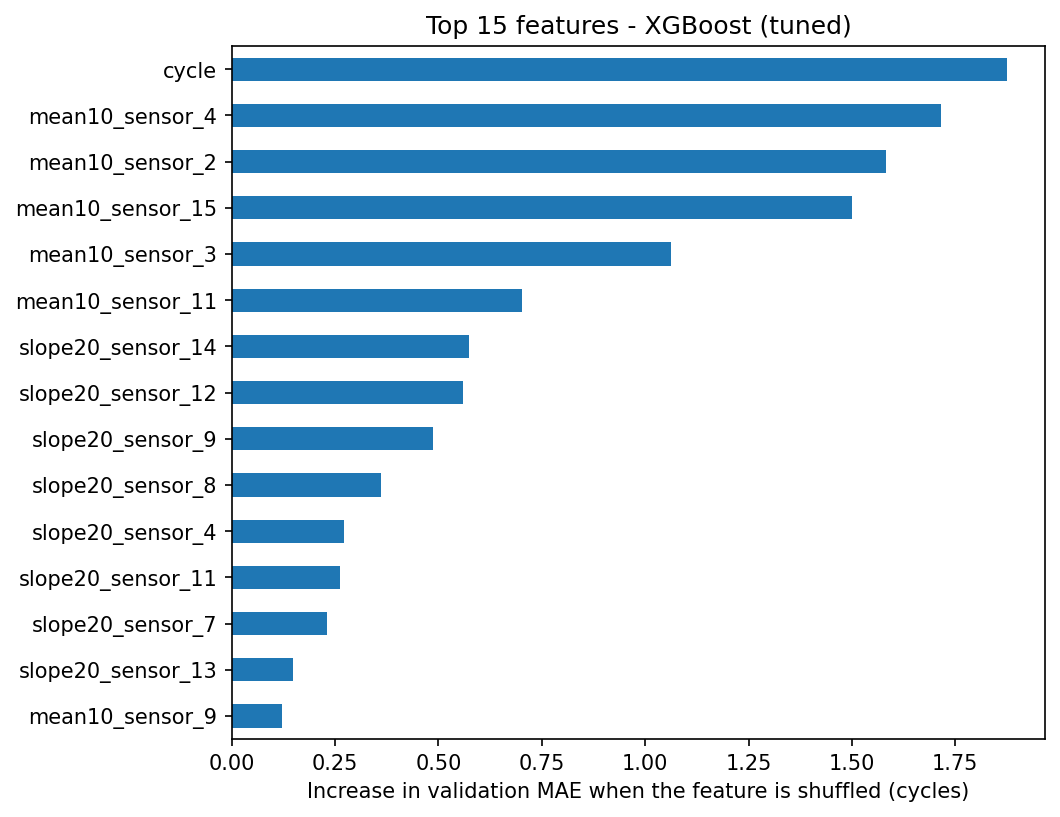 Top 15 features - XGBoost (tuned)
cycle
mean10_sensor_4
mean10_sensor_2
mean10_sensor_15
mean10_sensor_3
mean10_sensor_11
slope20_sensor_14
slope20_sensor_12
slope20_sensor_9
slope20_sensor_8
slope20_sensor_4
slope20_sensor_11
slope20_sensor_7
slope20_sensor_13
mean10_sensor_9
0.00 0.25 0.50 0.75 1.00 1.25 1.50 1.75
Increase in validation MAE when the feature is shuffled (cycles)